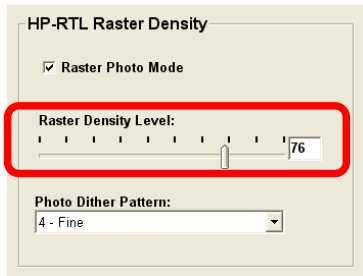 HP-RTL Raster Density
Raster Photo Mode
Raster Density Level:
76
Photo Dither Pattern:
4 - Fine